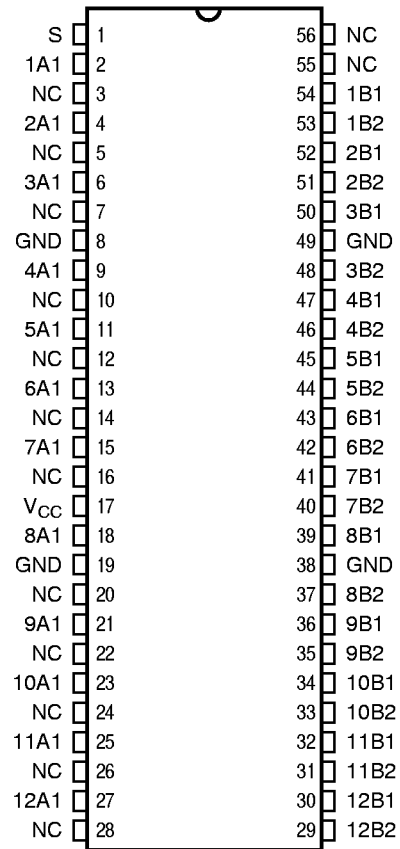 S 1 56 NC
1A1 2 55 NC
NC 3 54 1B1
2A1 4 53 1B2
NC 5 52 2B1
3A1 6 51 2B2
NC 7 50 3B1
GND 8 49 GND
4A1 9 48 3B2
NC 10 47 4B1
5A1 11 46 4B2
NC 12 45 5B1
6A1 13 44 5B2
NC 14 43 6B1
7A1 15 42 6B2
NC 16 41 7B1
VCC 17 40 7B2
8A1 18 39 8B1
GND 19 38 GND
NC 20 37 8B2
9A1 21 36 9B1
NC 22 35 9B2
10A1 23 34 10B1
NC 24 33 10B2
11A1 25 32 11B1
NC 26 31 11B2
12A1 27 30 12B1
NC 28 29 12B2